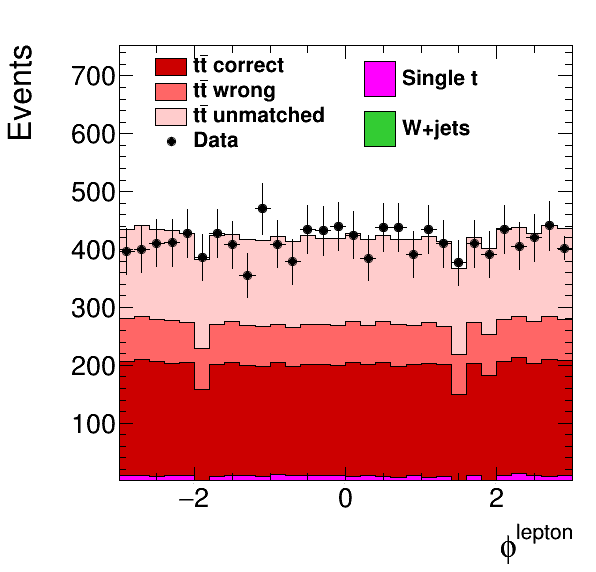 Events
700
600
500
400
300
200
100
tt̄ correct
tt̄ wrong
tt̄ unmatched
Data
Single t
W+jets
−2
0
2
ϕ^lepton